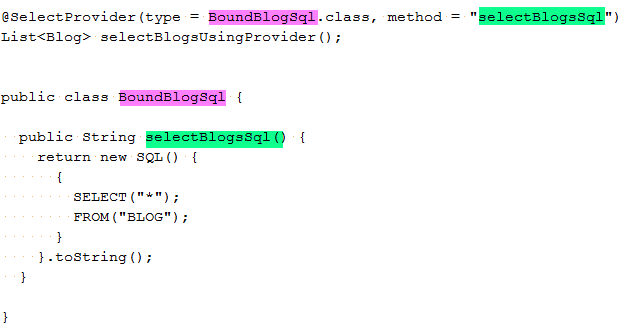 @SelectProvider(type = BoundBlogSql.class, method = "selectBlogsSql")
List<Blog> selectBlogsUsingProvider();
public class BoundBlogSql {
public String selectBlogsSql() {
return new SQL() {
{
SELECT("*");
FROM("BLOG");
}
}.toString();
}
}